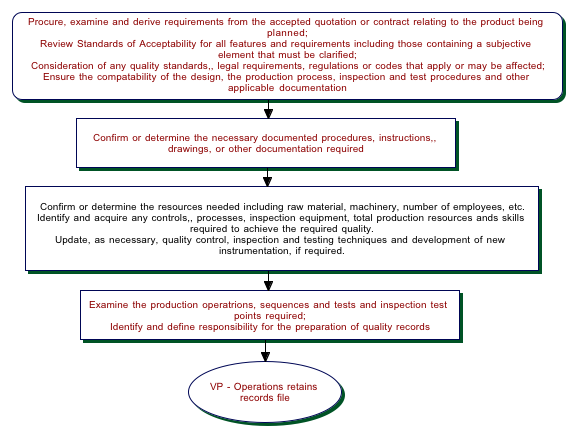 Procure, examine and derive requirements from the accepted quotation or contract relating to the product being
planned;
Review Standards of Acceptability for all features and requirements including those containing a subjective
element that must be clarified;
Consideration of any quality standards,, legal requirements, regulations or codes that apply or may be affected;
Ensure the compatability of the design, the production process, inspection and test procedures and other
applicable documentation
Confirm or determine the necessary documented procedures, instructions,,
drawings, or other documentation required
Confirm or determine the resources needed including raw material, machinery, number of employees, etc.
Identify and acquire any controls,, processes, inspection equipment, total production resources ands skills
required to achieve the required quality.
Update, as necessary, quality control, inspection and testing techniques and development of new
instrumentation, if required.
Examine the production operatrions, sequences and tests and inspection test
points required;
Identify and define responsibility for the preparation of quality records
VP - Operations retains
records file